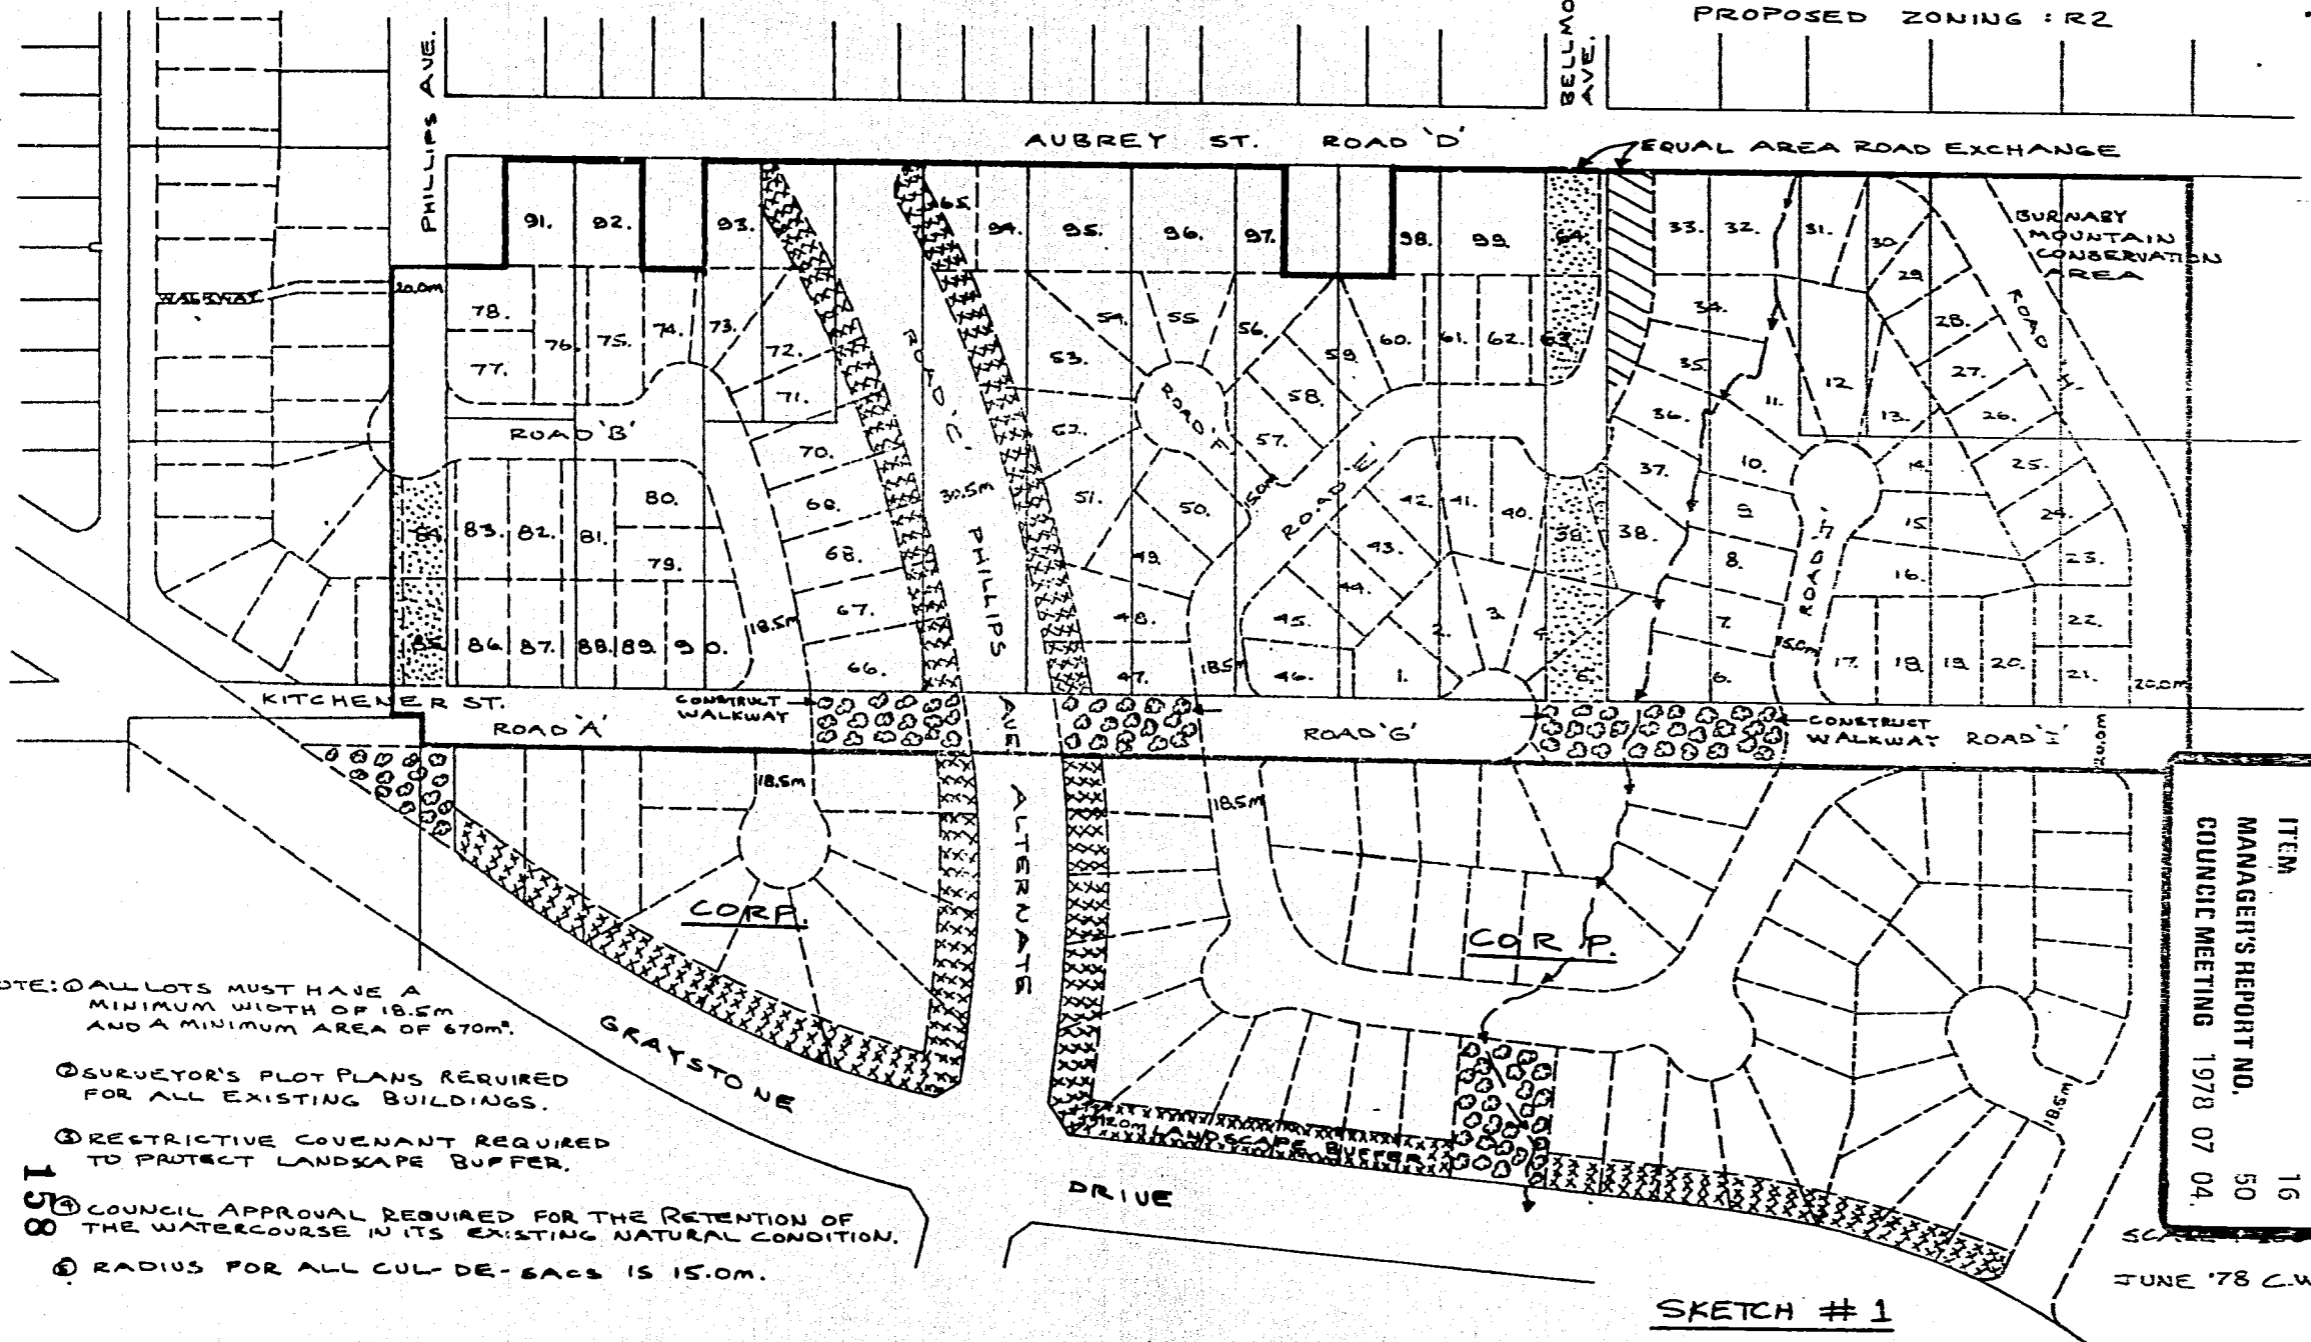 PROPOSED ZONING : R2
PHILLIPS AVE.
AVE.
AUBREY ST. ROAD 'D'
EQUAL AREA ROAD EXCHANGE
BURNABY
MOUNTAIN
CONSERVATION
AREA
91.
92.
93.
94.
95.
96.
97.
98.
99.
33.
32.
31.
30.
29.
28.
27.
26.
25.
24.
23.
22.
21.
WALKWAY
20.0m
78.
77.
76.
75.
74.
73.
72.
71.
70.
68.
67.
66.
ROAD 'B'
ROAD 'C'
30.5m
PHILLIPS
AVE
ALTERNATE
54.
55.
56.
53.
52.
51.
50.
49.
48.
47.
ROAD 'F'
15.0m
ROAD 'E'
57.
58.
59.
60.
61.
62.
34.
35.
36.
37.
38.
11.
12.
13.
10.
9
8.
7.
6.
14.
15.
16.
17.
18.
19.
20.
ROAD
15.0m
20.0m
42.
41.
40.
43.
44.
45.
46.
1.
2.
3.
83.
82.
81.
80.
79.
86.
87.
88.
89.
90.
18.5m
18.5m
KITCHENER ST.
ROAD 'A'
CONSTRUCT
WALKWAY
ROAD 'G'
CONSTRUCT
WALKWAY
ROAD 'I'
20.0m
18.5m
18.5m
CORP.
CORP.
18.5m
GRAYSTONE
DRIVE
LANDSCAPE BUFFER
① ALL LOTS MUST HAVE A
MINIMUM WIDTH OF 18.5m
AND A MINIMUM AREA OF 670m².
② SURVEYOR'S PLOT PLANS REQUIRED
FOR ALL EXISTING BUILDINGS.
③ RESTRICTIVE COVENANT REQUIRED
TO PROTECT LANDSCAPE BUFFER.
④ COUNCIL APPROVAL REQUIRED FOR THE RETENTION OF
THE WATERCOURSE IN ITS EXISTING NATURAL CONDITION.
⑤ RADIUS FOR ALL CUL-DE-SACS IS 15.0m.
158
ITEM 16
MANAGER'S REPORT NO. 50
COUNCIL MEETING 1978 07 04
JUNE '78
SKETCH #1